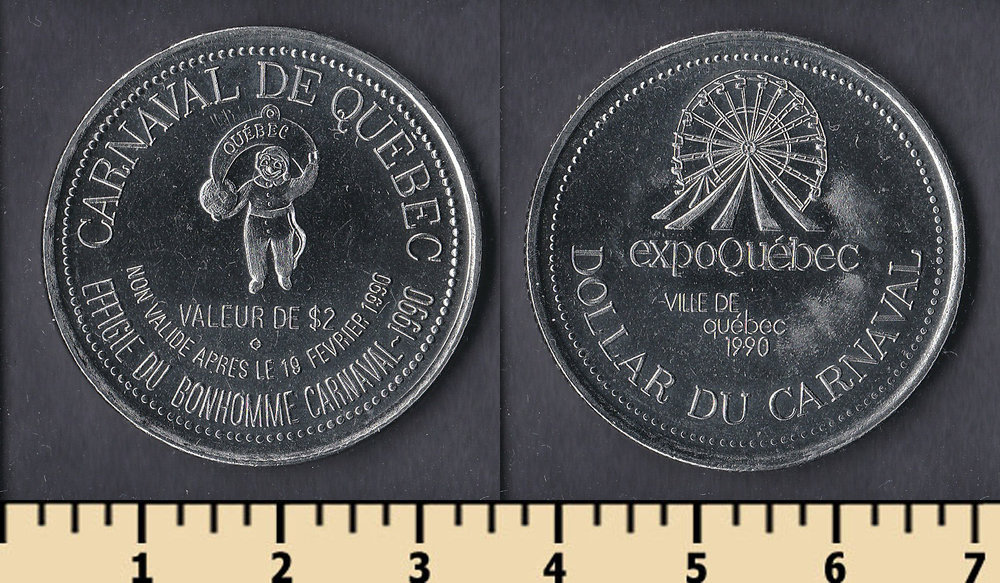 CARNAVAL DE QUÉBEC
QUÉBEC
VALEUR DE $2
NON VALIDE APRES LE 19 FEVRIER 1990
EFFIGIE DU BONHOMME CARNAVAL ~ 1990
expoQuébec
VILLE DE
québec
1990
DOLLAR DU CARNAVAL
1 2 3 4 5 6 7